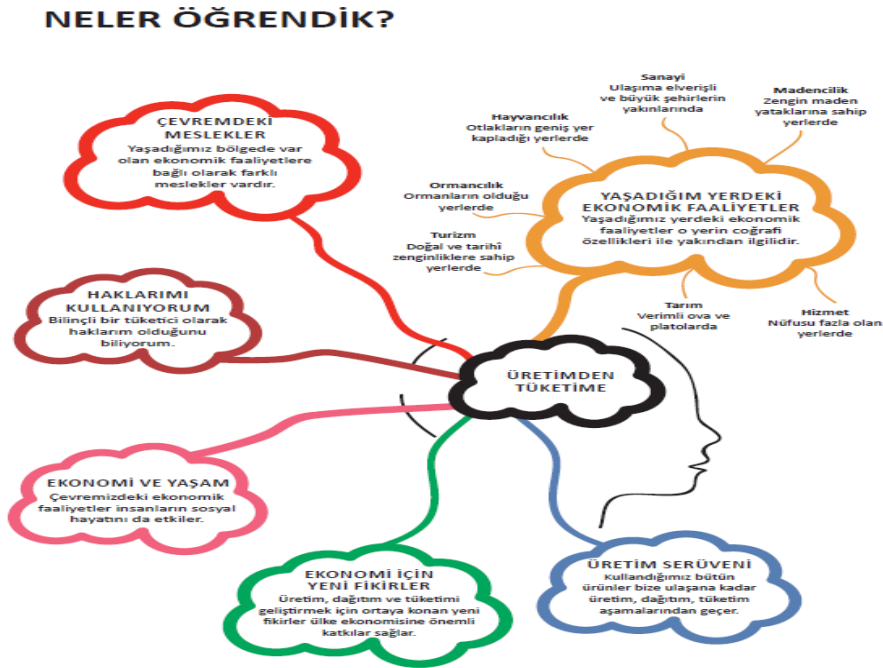 NELER ÖĞRENDİK?
ÇEVREMDEKİ
MESLEKLER
Yaşadığımız bölgede var
olan ekonomik faaliyetlere
bağlı olarak farklı
meslekler vardır.
Sanayi
Ulaşıma elverişli
ve büyük şehirlerin
yakınlarında
Madencilik
Zengin maden
yataklarına sahip
yerlerde
Hayvancılık
Otlakların geniş yer
kapladığı yerlerde
Ormancılık
Ormanların olduğu
yerlerde
Turizm
Doğal ve tarihî
zenginliklere sahip
yerlerde
YAŞADIĞIM YERDEKİ
EKONOMİK FAALİYETLER
Yaşadığımız yerdeki ekonomik
faaliyetler o yerin coğrafi
özellikleri ile yakından ilgilidir.
Tarım
Verimli ova ve
platolarda
Hizmet
Nüfusu fazla olan
yerlerde
HAKLARIMI
KULLANIYORUM
Bilinçli bir tüketici olarak
haklarım olduğunu
biliyorum.
ÜRETİMDEN
TÜKETİME
EKONOMİ VE YAŞAM
Çevremizdeki ekonomik
faaliyetler insanların sosyal
hayatını da etkiler.
EKONOMİ İÇİN
YENİ FİKİRLER
Üretim, dağıtım ve tüketimi
geliştirmek için ortaya konan yeni
fikirler ülke ekonomisine önemli
katkılar sağlar.
ÜRETİM SERÜVENİ
Kullandığımız bütün
ürünler bize ulaşana kadar
üretim, dağıtım, tüketim
aşamalarından geçer.